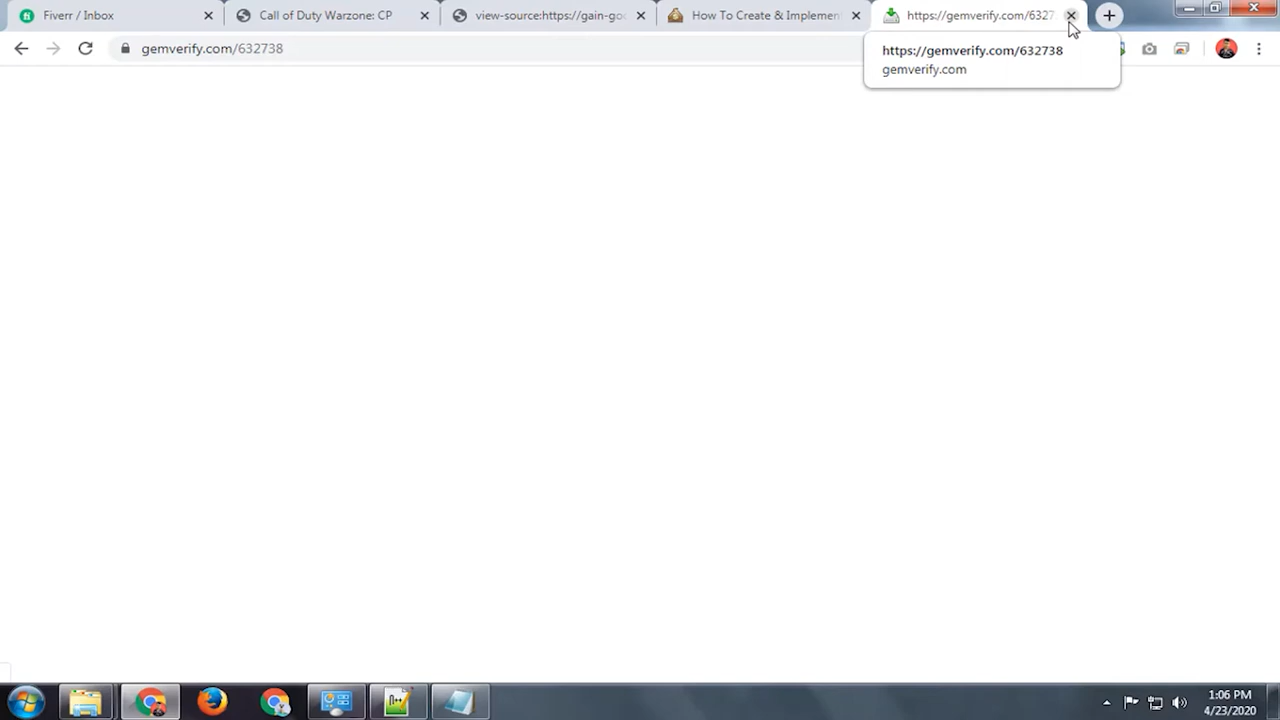 Fiverr / Inbox
Call of Duty Warzone: CP
view-source:https://gain-go
How To Create & Implemen
https://gemverify.com/6327
gemverify.com/632738
https://gemverify.com/632738
gemverify.com
1:06 PM
4/23/2020